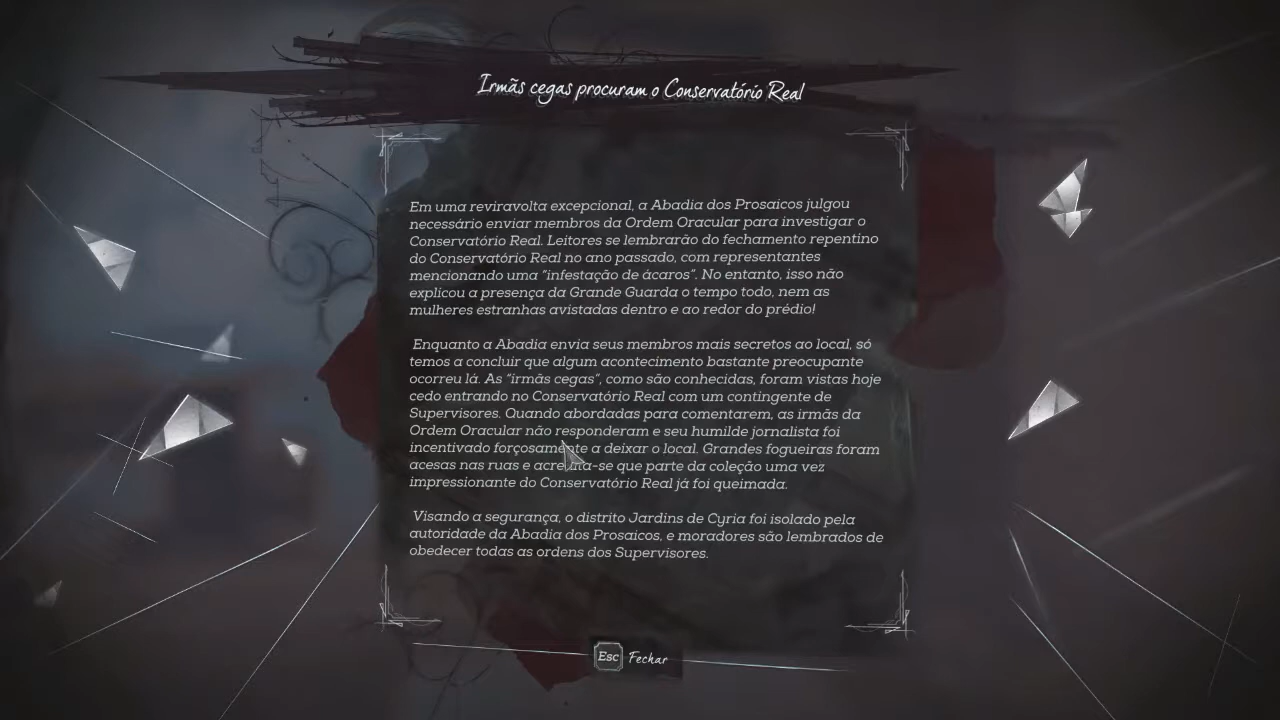 Irmãs cegas procuram o Conservatório Real
Em uma reviravolta excepcional, a Abadia dos Prosaicos julgou
necessário enviar membros da Ordem Oracular para investigar o
Conservatório Real. Leitores se lembrarão do fechamento repentino
do Conservatório Real no ano passado, com representantes
mencionando uma "infestação de ácaros". No entanto, isso não
explicou a presença da Grande Guarda o tempo todo, nem as
mulheres estranhas avistadas dentro e ao redor do prédio!
Enquanto a Abadia envia seus membros mais secretos ao local, só
temos a concluir que algum acontecimento bastante preocupante
ocorreu lá. As "irmãs cegas", como são conhecidas, foram vistas hoje
cedo entrando no Conservatório Real com um contingente de
Supervisores. Quando abordadas para comentarem, as irmãs da
Ordem Oracular não responderam e seu humilde jornalista foi
incentivado forçosamente a deixar o local. Grandes fogueiras foram
acesas nas ruas e acredita-se que parte da coleção uma vez
impressionante do Conservatório Real já foi queimada.
Visando a segurança, o distrito Jardins de Cyria foi isolado pela
autoridade da Abadia dos Prosaicos, e moradores são lembrados de
obedecer todas as ordens dos Supervisores.
Esc Fechar